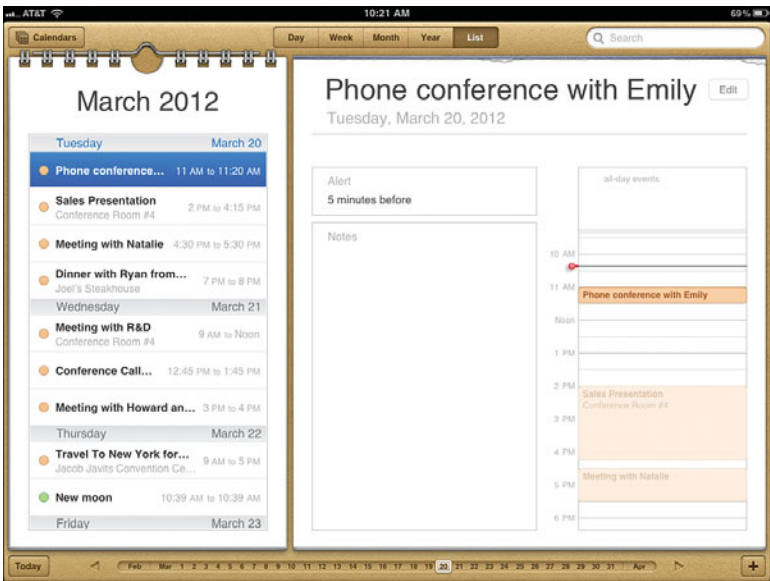 AT&T
10:21 AM
69%
Calendars
Day Week Month Year List
Search
March 2012
Tuesday March 20
Phone conference... 11 AM to 11:20 AM
Sales Presentation
Conference Room #4
2 PM to 4:15 PM
Meeting with Natalie 4:30 PM to 5:30 PM
Dinner with Ryan from...
Joel's Steakhouse
7 PM to 8 PM
Wednesday March 21
Meeting with R&D
Conference Room #4
9 AM to Noon
Conference Call... 12:45 PM to 1:45 PM
Meeting with Howard an... 3 PM to 4 PM
Thursday March 22
Travel To New York for...
Jacob Javits Convention Ce...
9 AM to 5 PM
New moon 10:39 AM to 10:39 AM
Friday March 23
Phone conference with Emily
Edit
Tuesday, March 20, 2012
Alert
5 minutes before
Notes
all-day events
10 AM
11 AM
Phone conference with Emily
Noon
1 PM
2 PM
Sales Presentation
Conference Room #4
3 PM
4 PM
Meeting with Natalie
5 PM
6 PM
Today
Feb Mar 1 2 3 4 5 6 7 8 9 10 11 12 13 14 15 16 17 18 19 20 21 22 23 24 25 26 27 28 29 30 31 Apr
+